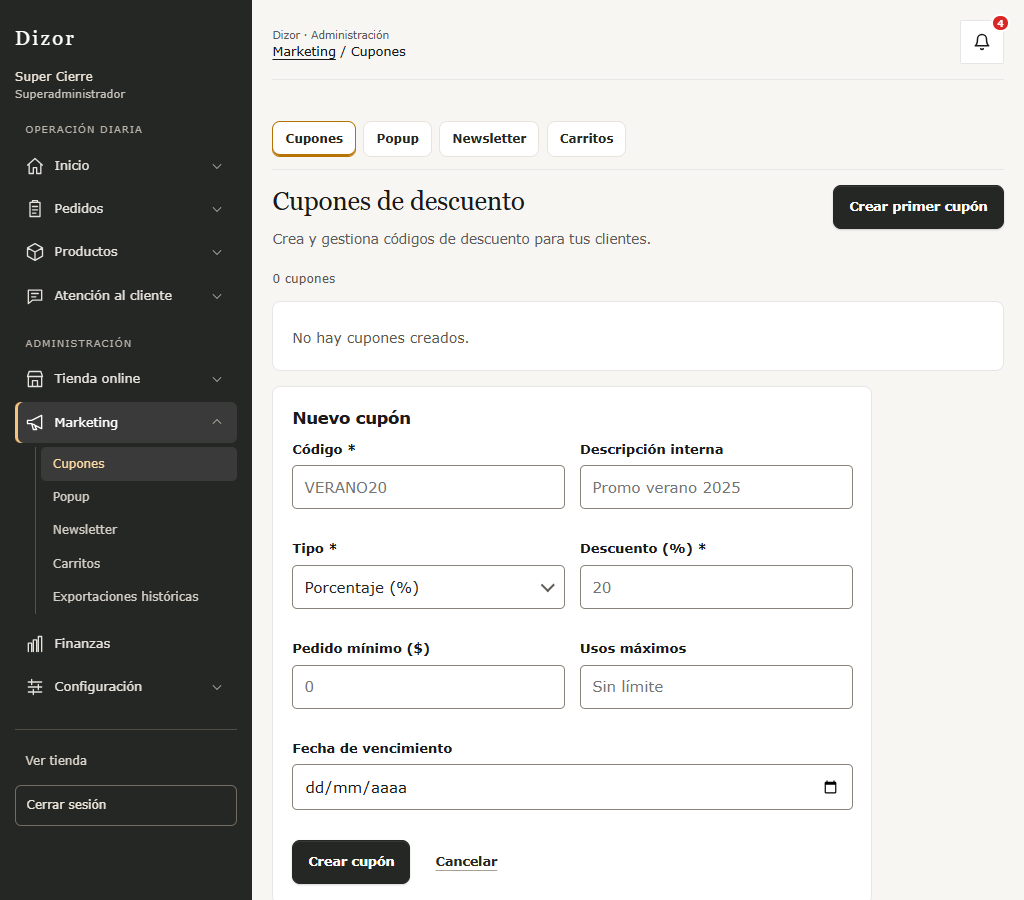 Dizor
Super Cierre
Superadministrador
OPERACIÓN DIARIA
Inicio
Pedidos
Productos
Atención al cliente
ADMINISTRACIÓN
Tienda online
Marketing
Cupones
Popup
Newsletter
Carritos
Exportaciones históricas
Finanzas
Configuración
Ver tienda
Cerrar sesión
Dizor · Administración
Marketing / Cupones
4
Cupones
Popup
Newsletter
Carritos
Cupones de descuento
Crear primer cupón
Crea y gestiona códigos de descuento para tus clientes.
0 cupones
No hay cupones creados.
Nuevo cupón
Código *
Descripción interna
VERANO20
Promo verano 2025
Tipo *
Descuento (%) *
Porcentaje (%)
20
Pedido mínimo ($)
Usos máximos
0
Sin límite
Fecha de vencimiento
dd/mm/aaaa
Crear cupón
Cancelar